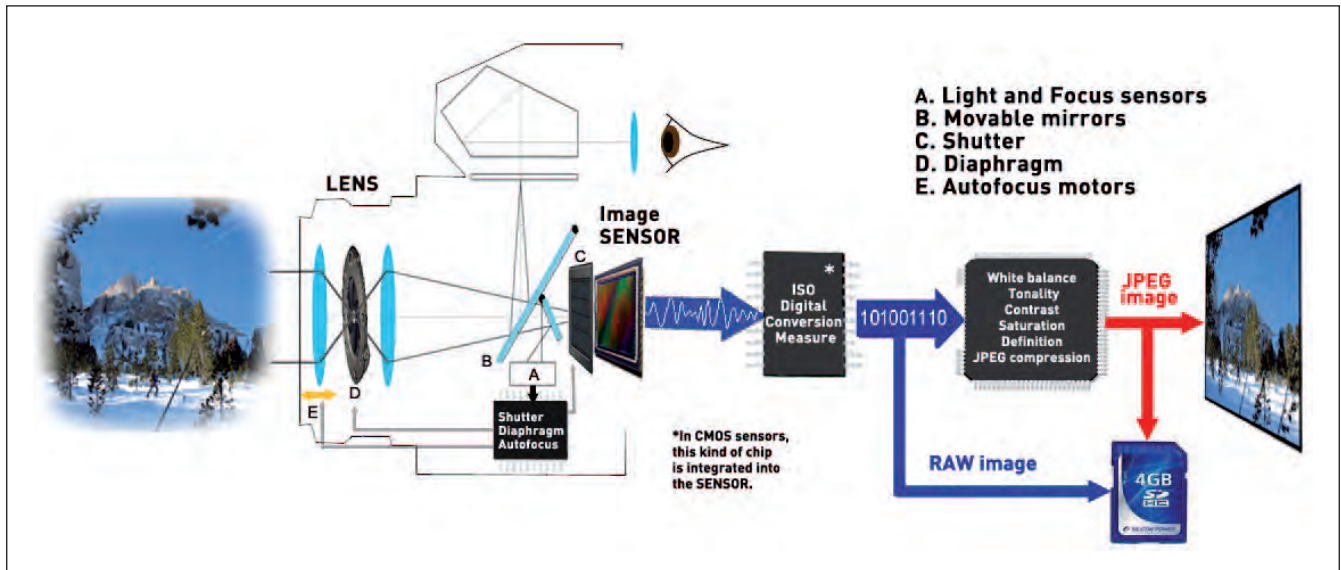 A. Light and Focus sensors
B. Movable mirrors
C. Shutter
D. Diaphragm
E. Autofocus motors
LENS
Image
SENSOR
C
B
A
D
E
Shutter
Diaphragm
Autofocus
*In CMOS sensors,
this kind of chip
is integrated into
the SENSOR.
*
ISO
Digital
Conversion
Measure
101001110
White balance
Tonality
Contrast
Saturation
Definition
JPEG compression
JPEG
image
RAW image
4GB
SD
HC
SILICON POWER